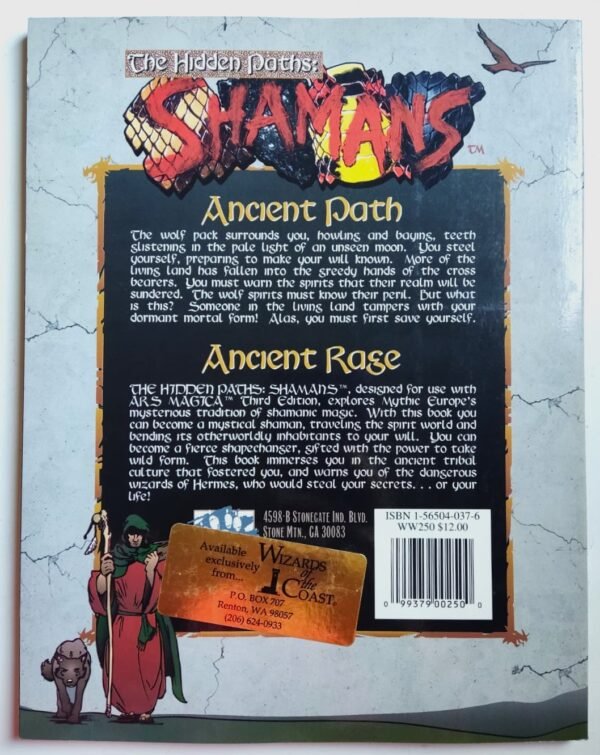 The Hidden Paths:
SHAMANS™
Ancient Path
The wolf pack surrounds you, howling and baying, teeth
glistening in the pale light of an unseen moon. You steel
yourself, preparing to make your will known. More of the
living land has fallen into the greedy hands of the cross
bearers. You must warn the spirits that their realm will be
sundered. The wolf spirits must know their peril. But what
is this? Someone in the living land tampers with your
dormant mortal form! Alas, you must first save yourself.
Ancient Rage
THE HIDDEN PATHS: SHAMANS™, designed for use with
ARS MAGICA™ Third Edition, explores Mythic Europe's
mysterious tradition of shamanic magic. With this book you
can become a mystical shaman, traveling the spirit world and
bending its otherworldly inhabitants to your will. You can
become a fierce shapechanger, gifted with the power to take
wild form. This book immerses you in the ancient tribal
culture that fostered you, and warns you of the dangerous
wizards of Hermes, who would steal your secrets. . . or your
life!
4598-B STONEGATE IND. BLVD.
STONE MTN., GA 30083
ISBN 1-56504-037-6
WW250 $12.00
0 99379 00250 0
Available
exclusively
from...
WIZARDS
of
the
COAST®
P.O. BOX 707
Renton, WA 98057
(206) 624-0933